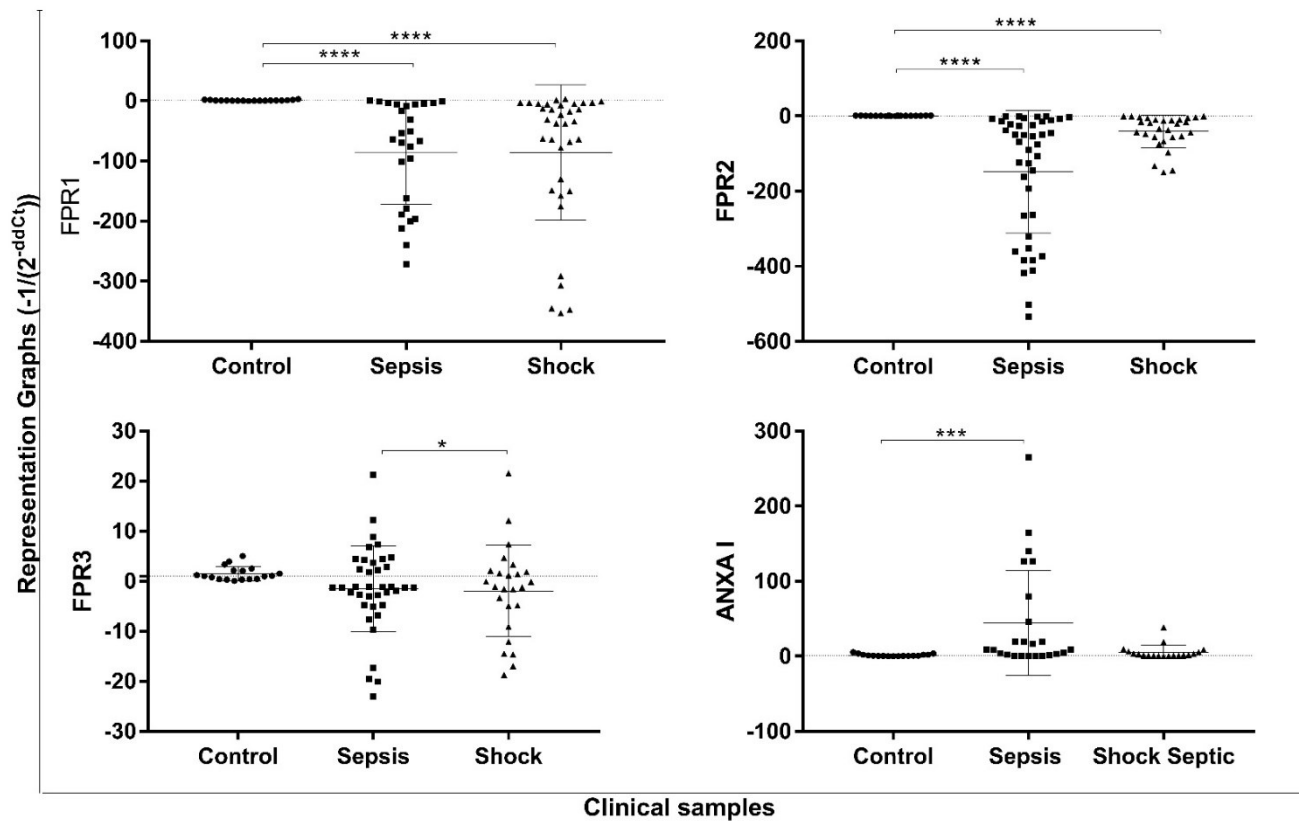 Representation Graphs (-1/(2^-ddCt))
FPR1
100
0
-100
-200
-300
-400
****
****
Control Sepsis Shock
FPR2
200
0
-200
-400
-600
****
****
Control Sepsis Shock
FPR3
30
20
10
0
-10
-20
-30
*
Control Sepsis Shock
ANXA I
300
200
100
0
-100
***
Control Sepsis Shock Septic
Clinical samples